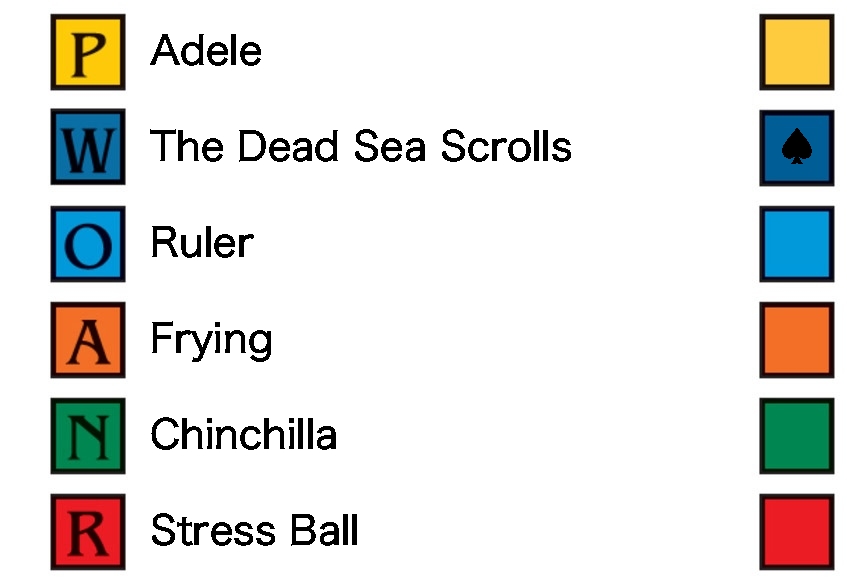 P Adele
W The Dead Sea Scrolls ♠
O Ruler
A Frying
N Chinchilla
R Stress Ball